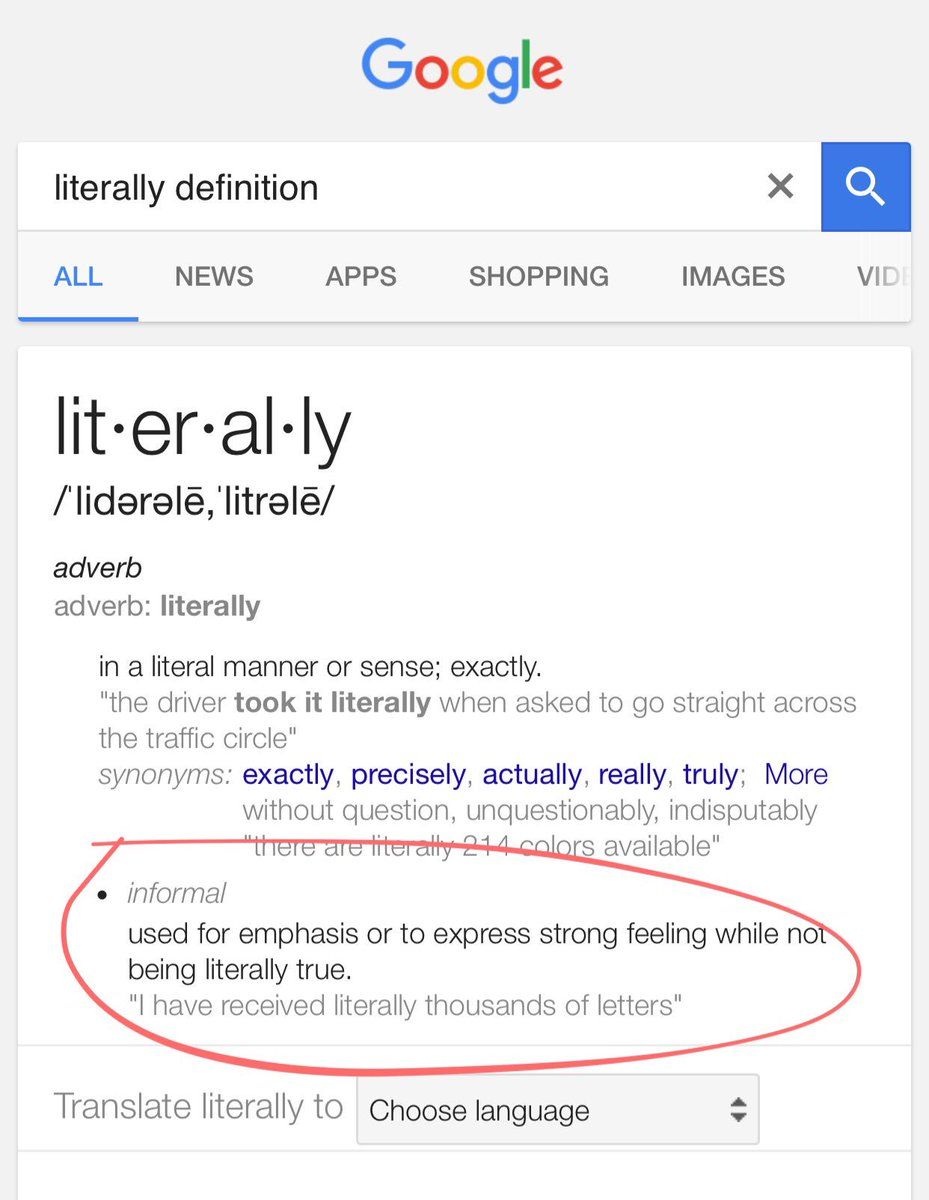 Google
literally definition
ALL NEWS APPS SHOPPING IMAGES
lit·er·al·ly
/ˈlidərəlē,ˈlitrəlē/
adverb
adverb: literally
in a literal manner or sense; exactly.
"the driver took it literally when asked to go straight across
the traffic circle"
synonyms: exactly, precisely, actually, really, truly; More
without question, unquestionably, indisputably
"there are literally 214 colors available"
• informal
used for emphasis or to express strong feeling while not
being literally true.
"I have received literally thousands of letters"
Translate literally to Choose language